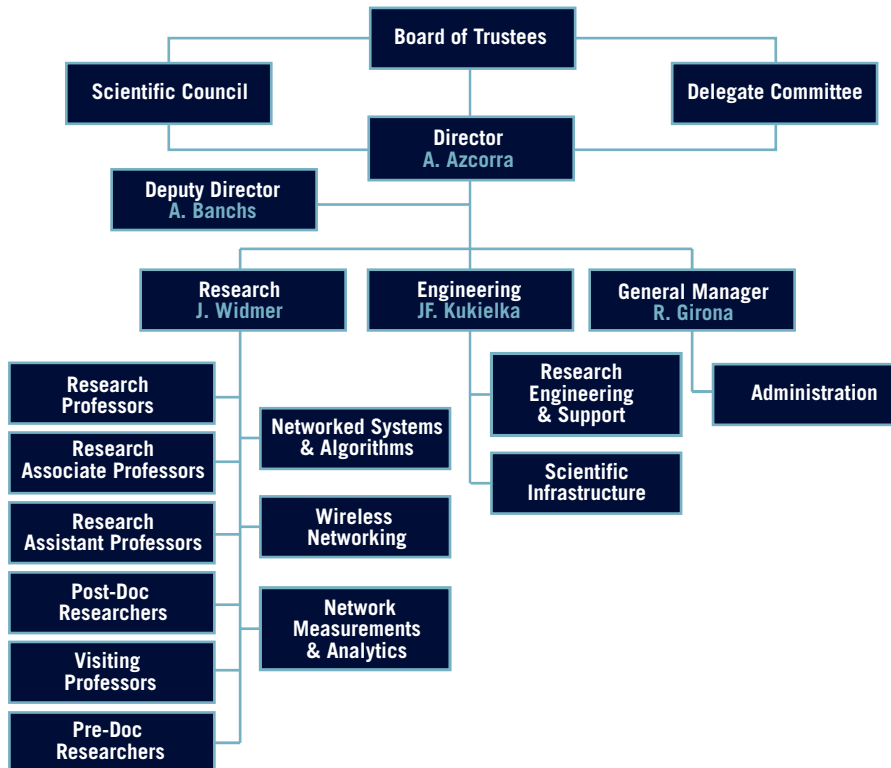 Board of Trustees
Scientific Council
Delegate Committee
Director
A. Azcorra
Deputy Director
A. Banchs
Research
J. Widmer
Engineering
JF. Kukielka
General Manager
R. Girona
Research
Professors
Research
Associate Professors
Research
Assistant Professors
Post-Doc
Researchers
Visiting
Professors
Pre-Doc
Researchers
Networked Systems
& Algorithms
Wireless
Networking
Network
Measurements
& Analytics
Research
Engineering
& Support
Scientific
Infrastructure
Administration